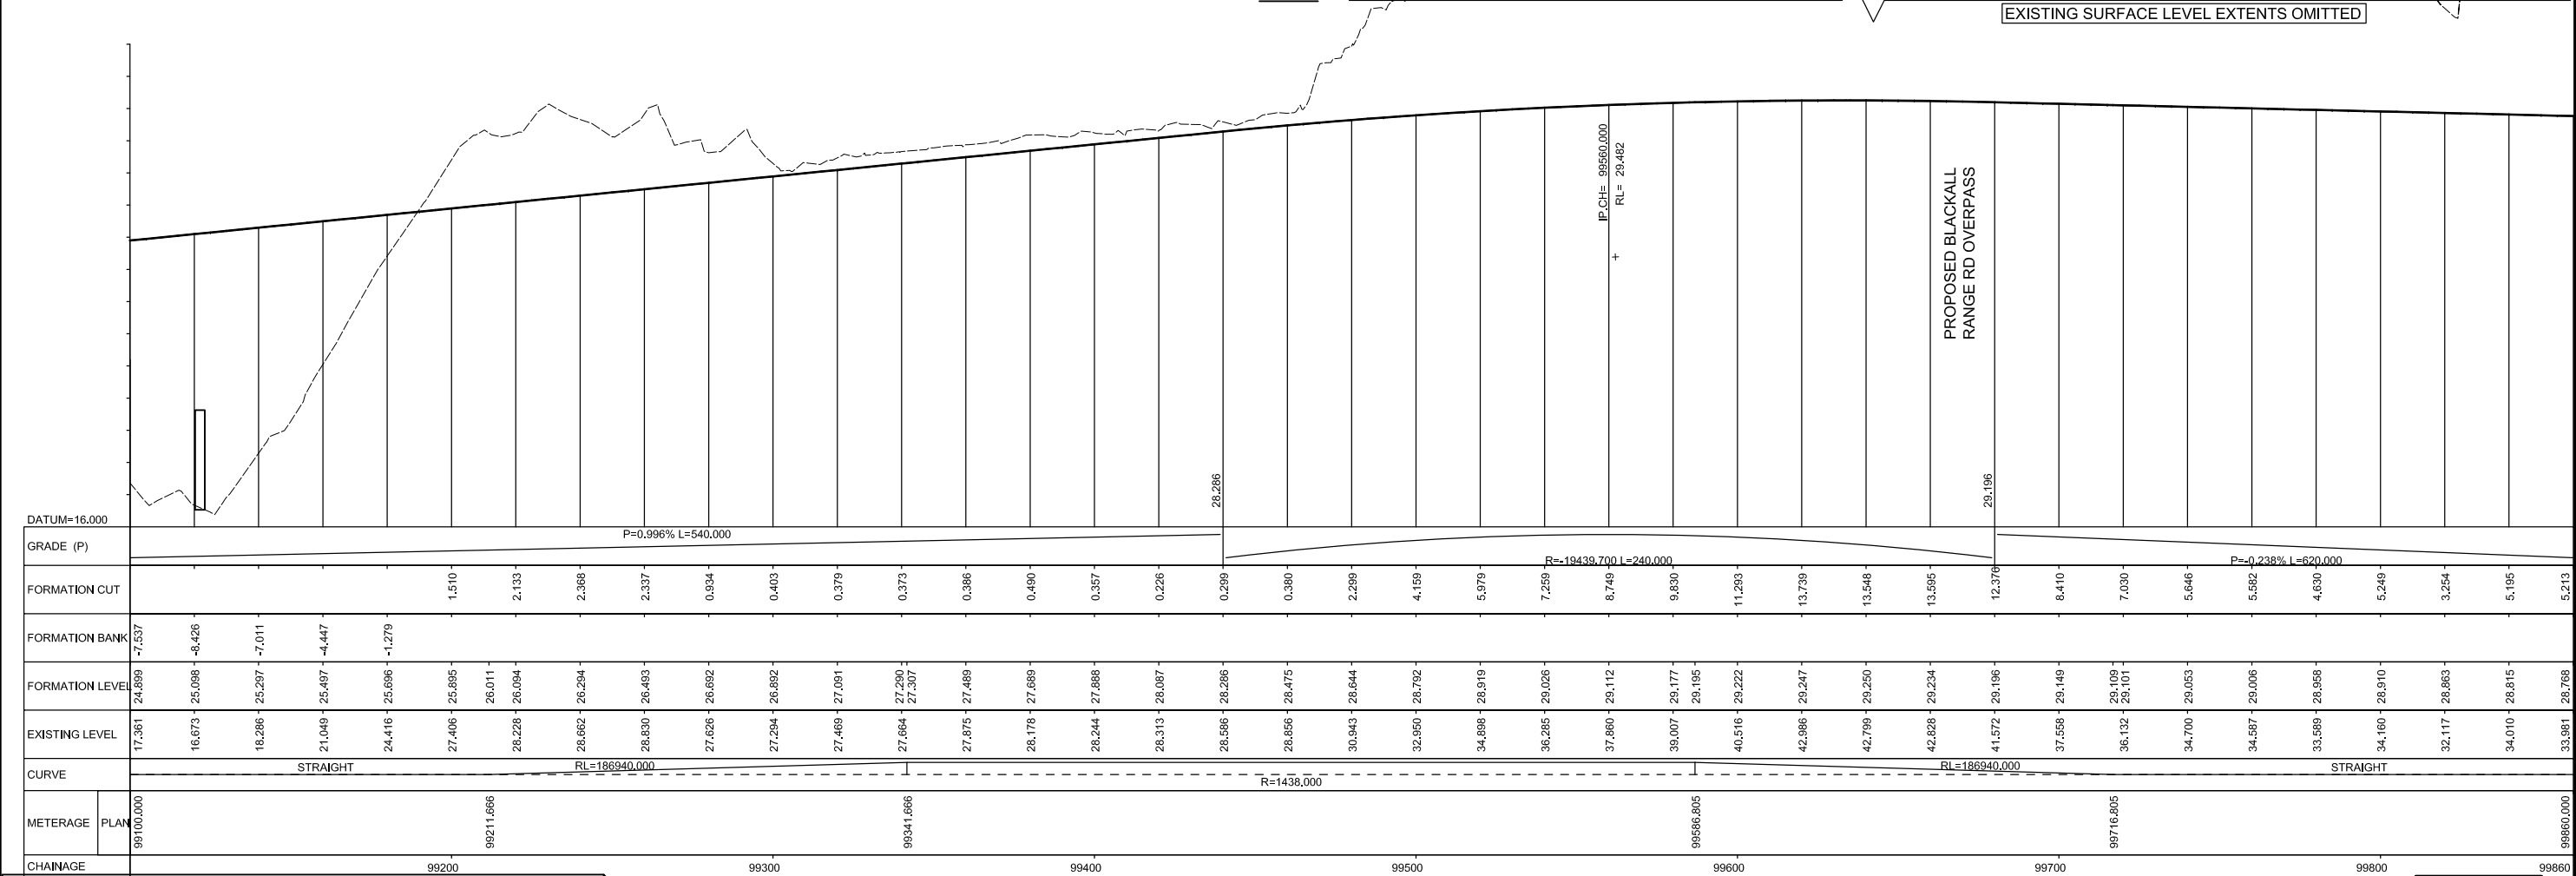 EXISTING SURFACE LEVEL EXTENTS OMITTED
IP.CH= 99560.000
RL= 29.482
PROPOSED BLACKALL
RANGE RD OVERPASS
28.286
29.196
DATUM=16.000
GRADE (P)
P=0.996% L=540.000
R=-19439.700 L=240.000
P=-0.238% L=620.000
FORMATION CUT
1.510 2.133 2.368 2.337 0.934 0.403 0.379 0.373 0.386 0.490 0.357 0.226 0.299 0.380 2.299 4.159 5.979 7.259 8.749 9.830 11.293 13.739 13.548 13.595 12.376 8.410 7.030 5.646 5.582 4.630 5.249 3.254 5.195 5.213
FORMATION BANK
-7.537 -8.426 -7.011 -4.447 -1.279
FORMATION LEVEL
24.899 25.098 25.297 25.497 25.696 25.895 26.011 26.094 26.294 26.493 26.692 26.892 27.091 27.290 27.307 27.489 27.689 27.888 28.087 28.286 28.475 28.644 28.792 28.919 29.026 29.112 29.177 29.195 29.222 29.247 29.250 29.234 29.196 29.149 29.109 29.101 29.053 29.006 28.958 28.910 28.863 28.815 28.768
EXISTING LEVEL
17.361 16.673 18.286 21.049 24.416 27.406 28.228 28.662 28.830 27.626 27.294 27.469 27.664 27.875 28.178 28.244 28.313 28.586 28.856 30.943 32.950 34.898 36.285 37.860 39.007 40.516 42.986 42.799 42.828 41.572 37.558 36.132 34.700 34.587 33.589 34.160 32.117 34.010 33.981
CURVE
STRAIGHT
RL=186940.000
R=1438.000
RL=186940.000
STRAIGHT
METERAGE PLAN
99100.000 99211.666 99341.666 99586.805 99716.805 99860.000
CHAINAGE
99200 99300 99400 99500 99600 99700 99800 99860